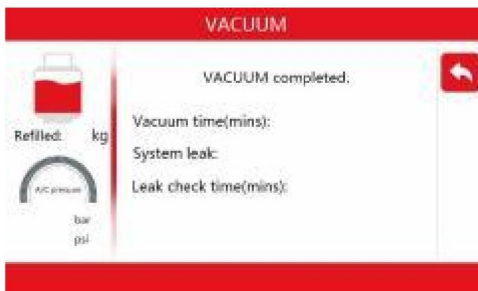 VACUUM
VACUUM completed.
Vacuum time(mins):
System leak:
Leak check time(mins):
Refilled: kg
A/C pressure
bar
psi